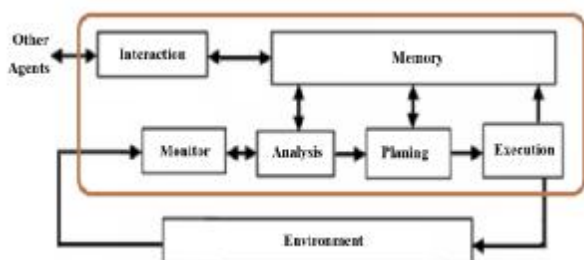 Other
Agents
Interaction
Memory
Monitor
Analysis
Planing
Execution
Environment